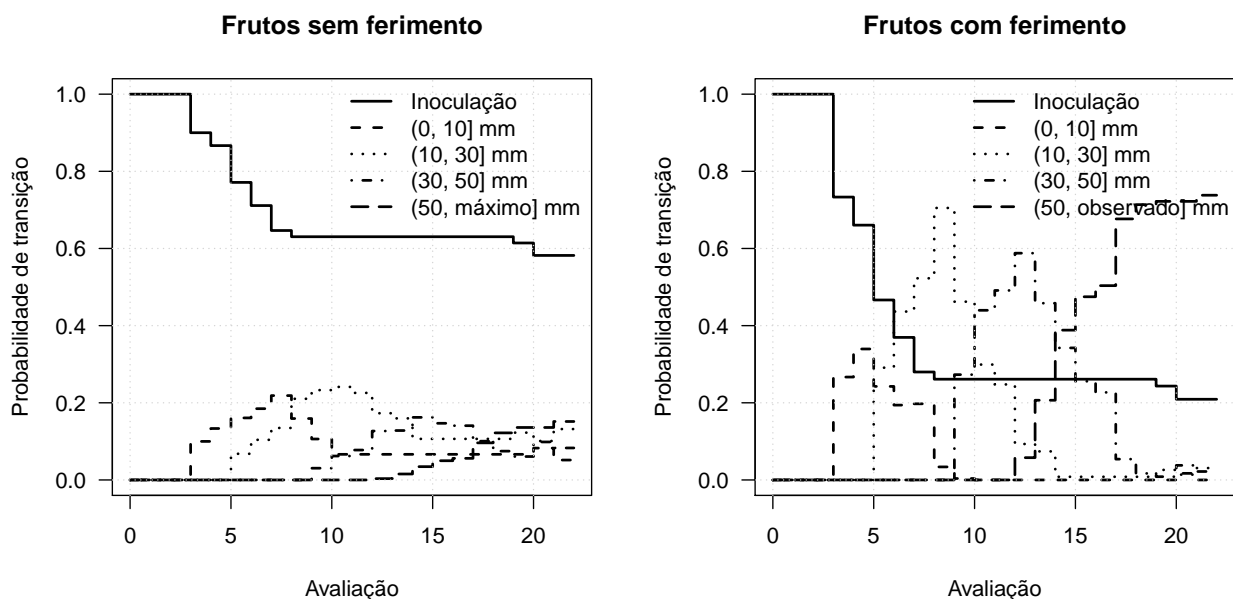 Frutos sem ferimento
Probabilidade de transição
1.0
0.8
0.6
0.4
0.2
0.0
Inoculação
(0, 10] mm
(10, 30] mm
(30, 50] mm
(50, máximo] mm
0
5
10
15
20
Avaliação
Frutos com ferimento
Probabilidade de transição
1.0
0.8
0.6
0.4
0.2
0.0
Inoculação
(0, 10] mm
(10, 30] mm
(30, 50] mm
(50, observado] mm
0
5
10
15
20
Avaliação